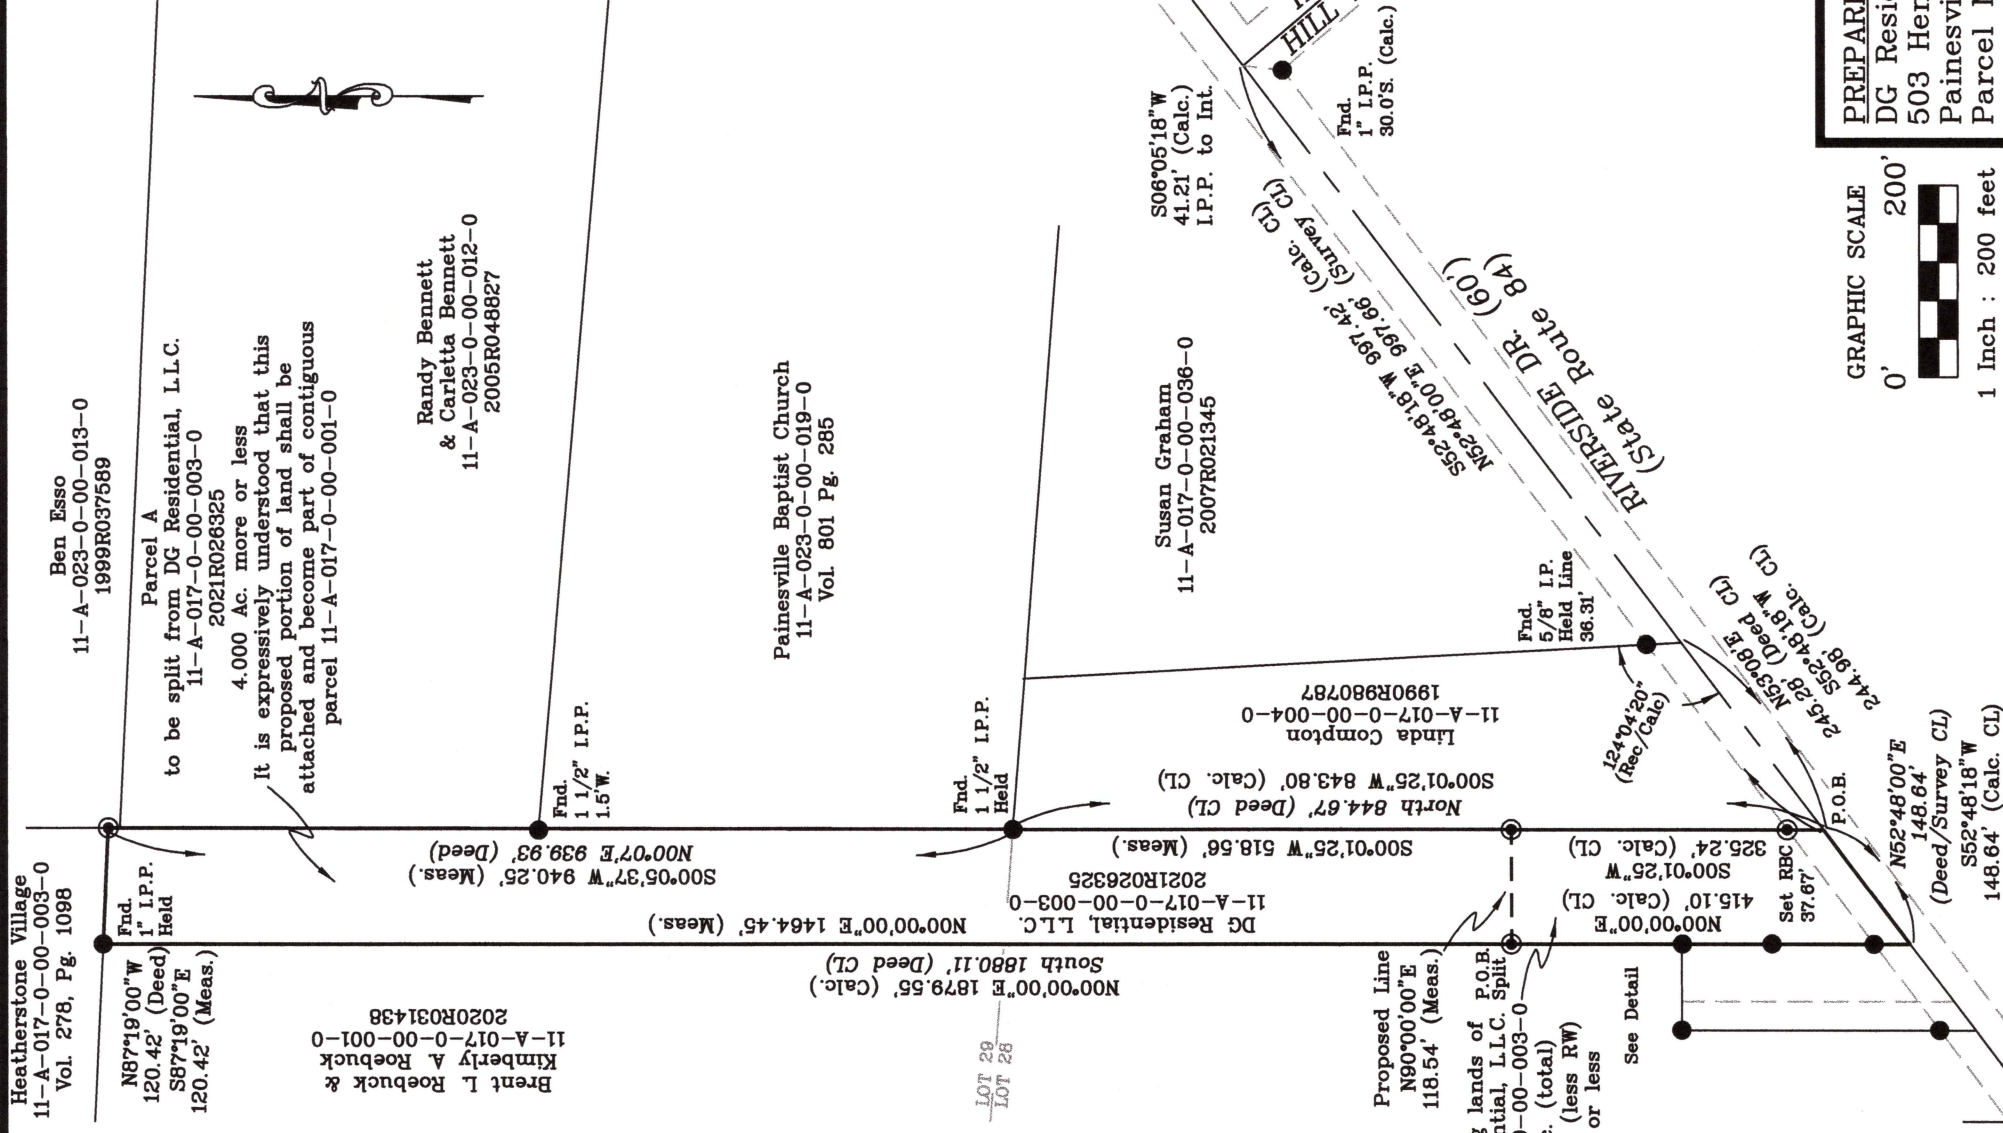 Heatherstone Village
11-A-017-0-00-003-0
Vol. 278, Pg. 1098
N87°19'00"W
120.42' (Deed)
S87°19'00"E
120.42' (Meas.)
Fnd.
1" I.P.P.
Held
Ben Esso
11-A-023-0-00-013-0
1999R037589
Parcel A
to be split from DG Residential, LLC.
11-A-017-0-00-003-0
2021R026325
4.000 Ac. more or less
It is expressively understood that this
proposed portion of land shall be
attached and become part of contiguous
parcel 11-A-017-0-00-001-0
Randy Bennett
& Carletta Bennett
11-A-023-0-00-012-0
2005R048827
Fnd.
1 1/2" I.P.P.
1.5'W.
N00°07'E 939.93' (Deed)
S00°05'37"W 940.25' (Meas.)
Brent L Roebuck &
Kimberly A. Roebuck
11-A-017-0-00-001-0
2020R031438
N00°00'00"E 1464.45' (Meas.)
South 1880.11' (Deed CL)
N00°00'00"E 1879.55' (Calc.)
Painesville Baptist Church
11-A-023-0-00-019-0
Vol. 801 Pg. 285
Fnd.
1 1/2" I.P.P.
Held
LOT 29
LOT 28
DG Residential, L.L.C.
11-A-017-0-00-003-0
2021R026325
S00°01'25"W 518.56' (Meas.)
North 844.67' (Deed CL)
S00°01'25"W 843.80' (Calc. CL)
Linda Compton
11-A-017-0-00-004-0
1990R980787
Susan Graham
11-A-017-0-00-036-0
2007R021345
S06°05'18"W
41.21' (Calc.)
I.P.P. to Int.
Fnd.
1" I.P.P.
30.0'S. (Calc.)
HILL
S52°48'18"W 997.42' (Calc. CL)
N52°48'00"E 997.66' (Survey CL)
RIVERSIDE DR. (60')
(State Route 84)
Fnd.
5/8" I.P.
Held Line
36.31'
124°04'20"
(Rec/Calc)
N53°08'E
245.28' (Deed CL)
S52°48'18"W
244.98' (Calc. CL)
P.O.B.
N52°48'00"E
148.64'
(Deed/Survey CL)
S52°48'18"W
148.64' (Calc. CL)
Set RBC
37.67'
S00°01'25"W
325.24' (Calc. CL)
N00°00'00"E
415.10' (Calc. CL)
Proposed Line
N90°00'00"E
118.54' (Meas.)
lands of P.O.B.
ntial, L.L.C. Split
-00-003-0
(total)
(less RW)
or less
See Detail
GRAPHIC SCALE
0' 200'
1 Inch : 200 feet
PREPAR
DG Resi
503 Hen
Painesvi
Parcel